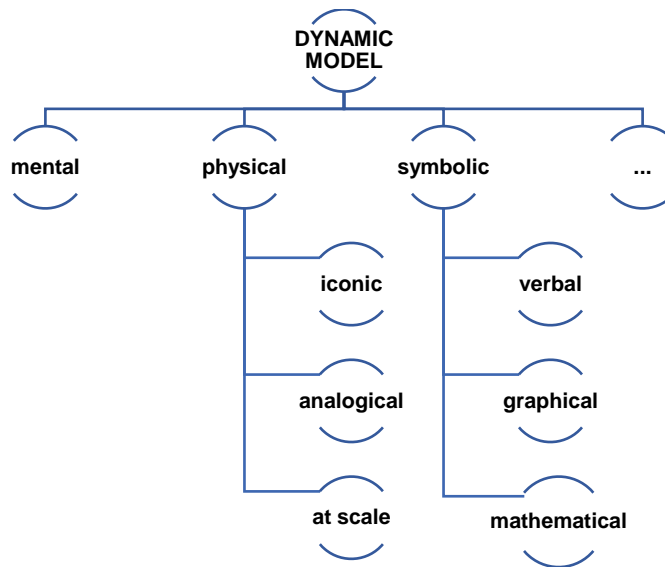 DYNAMIC
MODEL
mental
physical
symbolic
...
iconic
verbal
analogical
graphical
at scale
mathematical